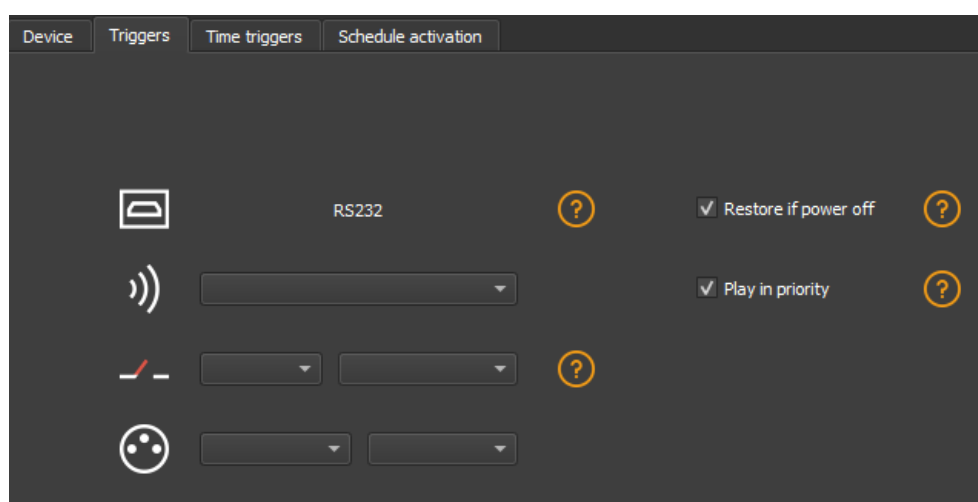 Device Triggers Time triggers Schedule activation
RS232 ? Restore if power off ?
Play in priority ?
?